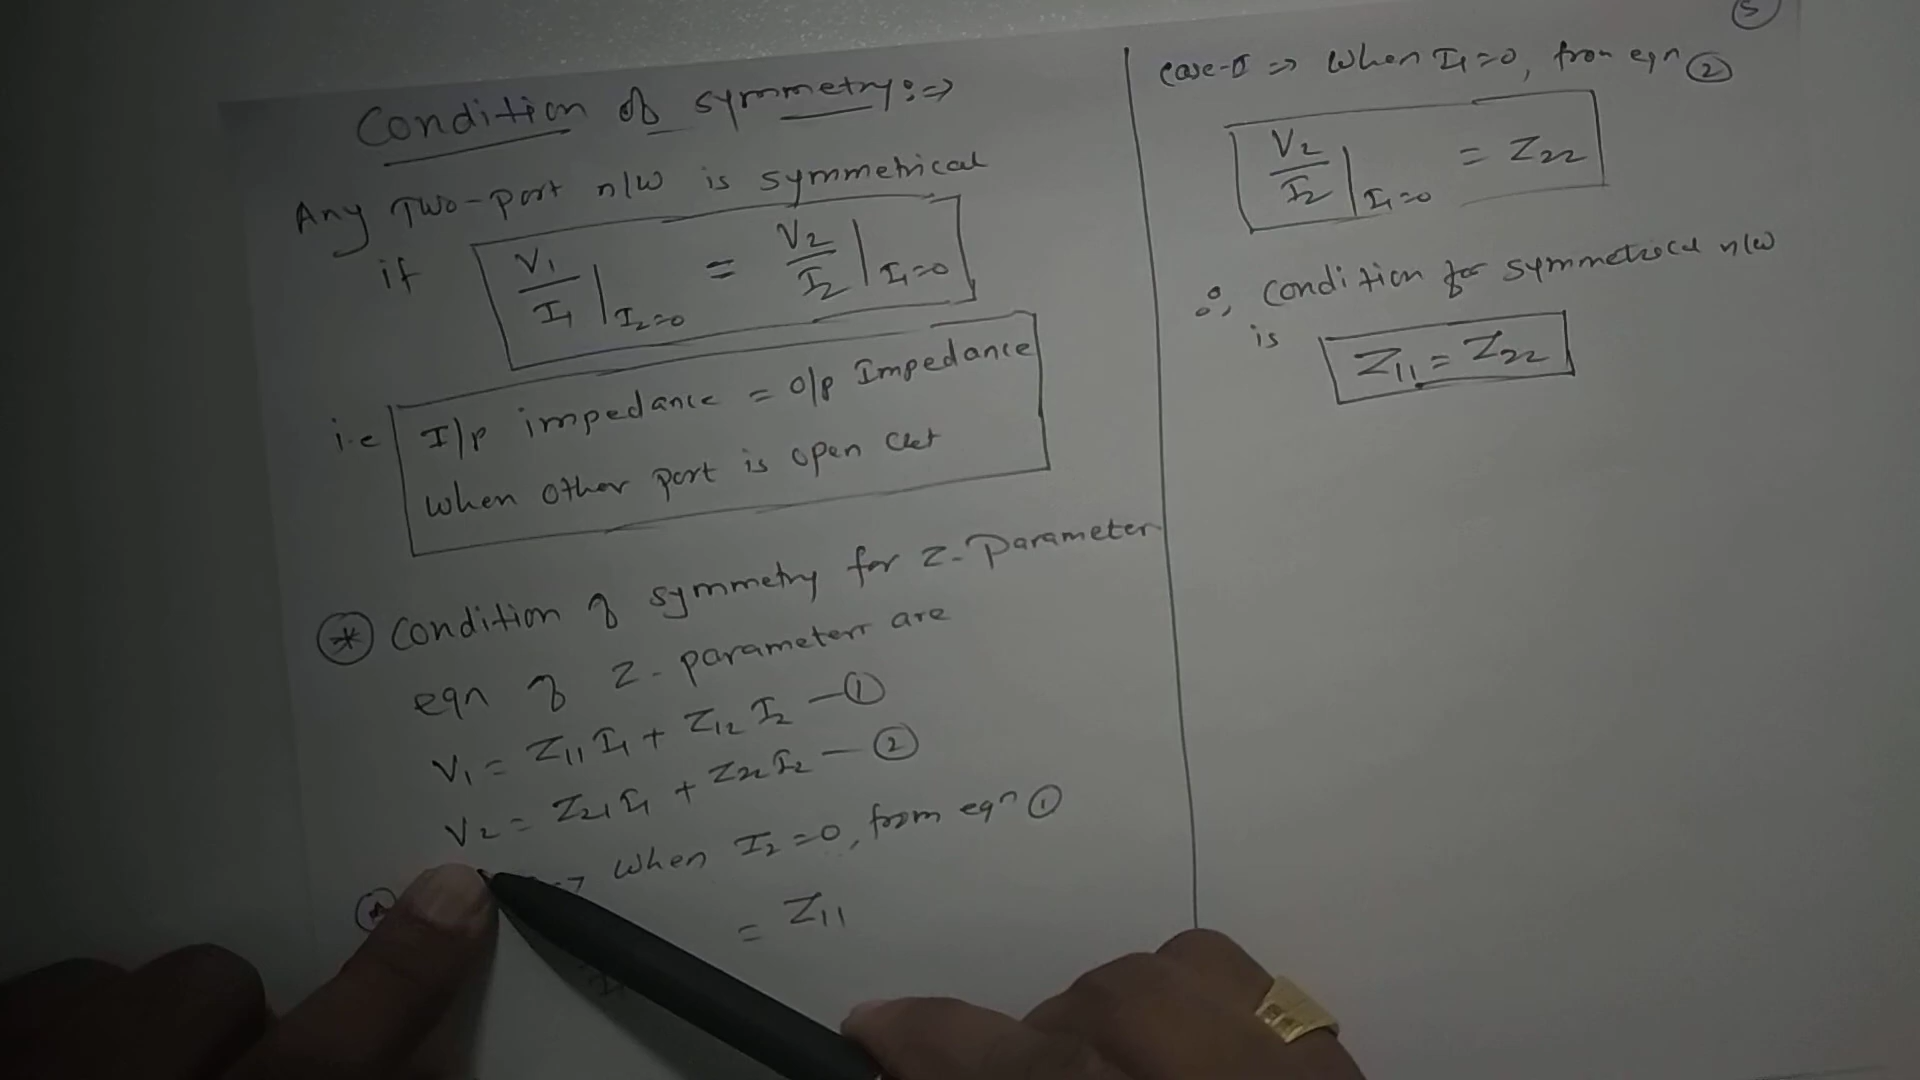 Condition of symmetry:⇒
Any Two-port n/w is symmetrical
if V1/I1 | I2=0 = V2/I2 | I1=0
i.e I/p impedance = o/p Impedance
when other port is open ckt
* Condition of symmetry for Z-Parameter
eqn of Z-parameters are
V1 = Z11 I1 + Z12 I2 — ①
V2 = Z21 I1 + Z22 I2 — ②
⇒ when I2=0, from eqn ①
= Z11
5
case-II ⇒ when I1=0, from eqn ②
V2/I2 | I1=0 = Z22
∴, Condition for symmetrical n/w
is Z11 = Z22